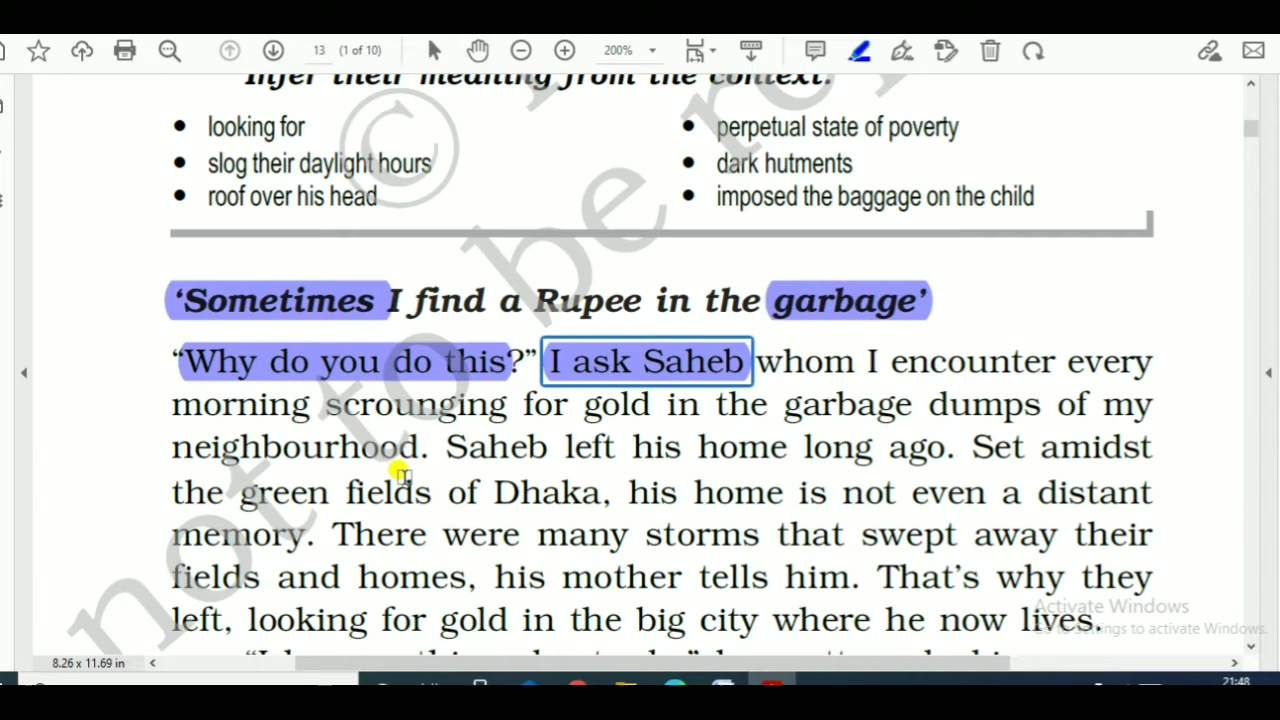 13 (1 of 10) 200%
Infer their meaning from the context.
• looking for
• slog their daylight hours
• roof over his head
• perpetual state of poverty
• dark hutments
• imposed the baggage on the child
‘Sometimes I find a Rupee in the garbage’
“Why do you do this?” I ask Saheb whom I encounter every
morning scrounging for gold in the garbage dumps of my
neighbourhood. Saheb left his home long ago. Set amidst
the green fields of Dhaka, his home is not even a distant
memory. There were many storms that swept away their
fields and homes, his mother tells him. That’s why they
left, looking for gold in the big city where he now lives.
©
not to be
Activate Windows
Go to Settings to activate Windows.
8.26 x 11.69 in
21:48